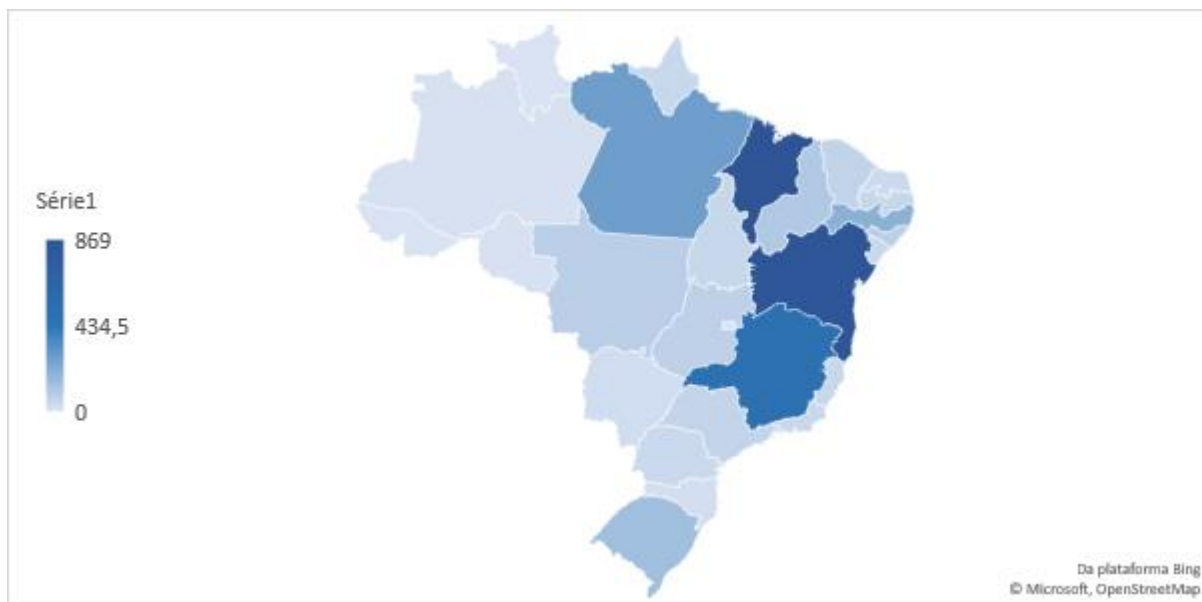 Série1
869
434,5
0
Da plataforma Bing
© Microsoft, OpenStreetMap